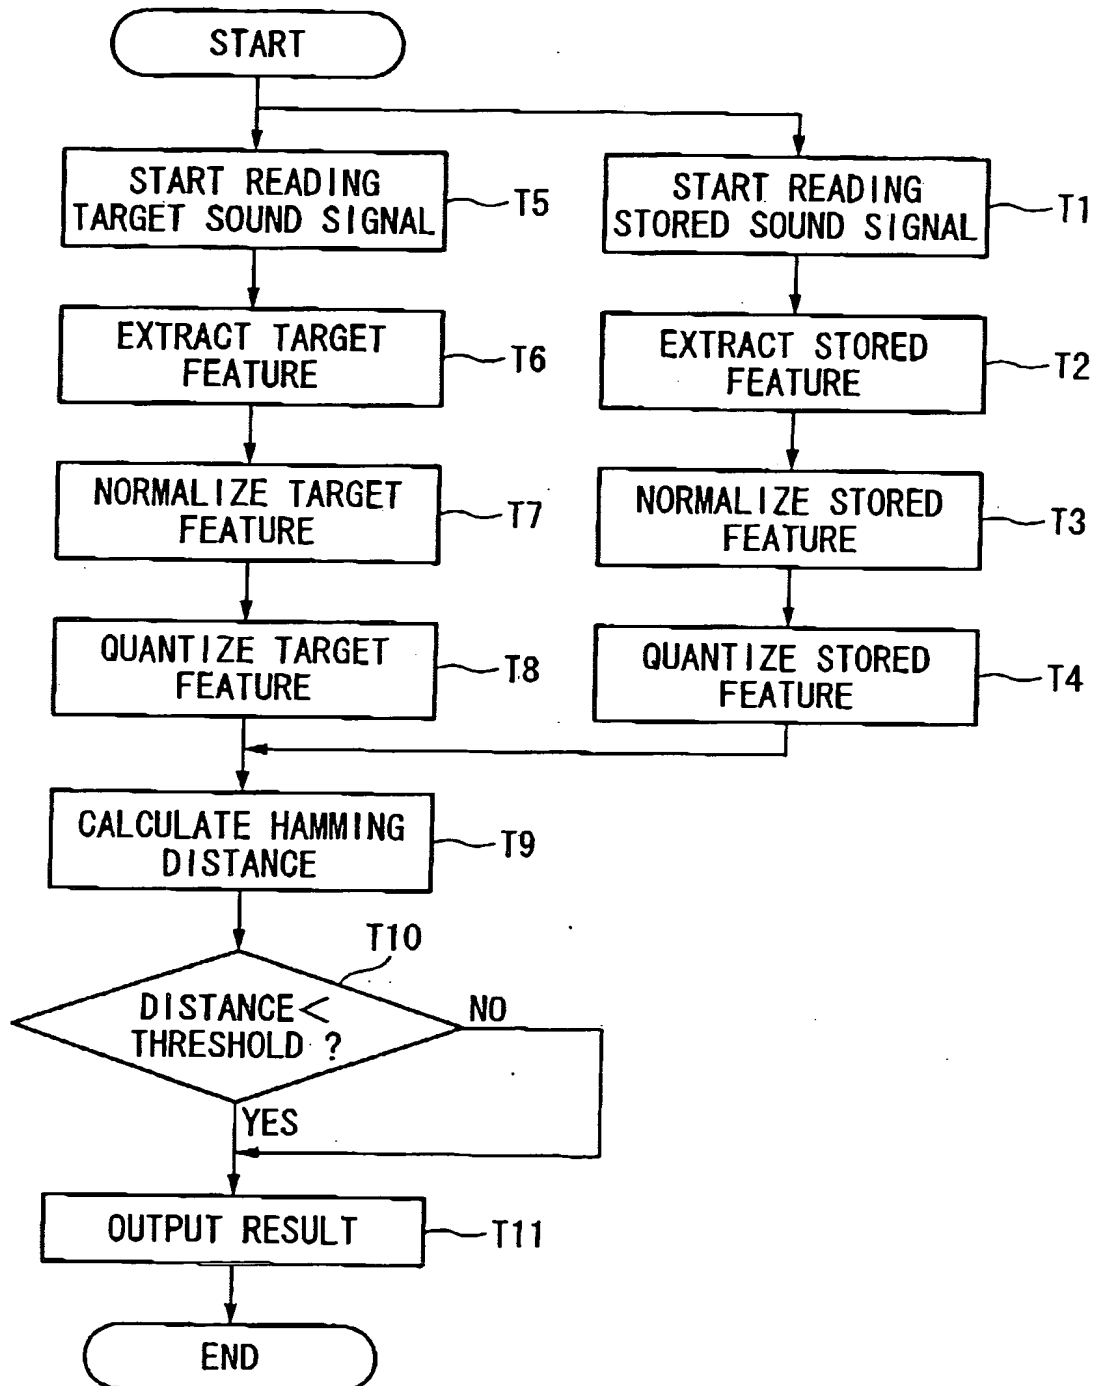 START
START READING
TARGET SOUND SIGNAL
T5
START READING
STORED SOUND SIGNAL
T1
EXTRACT TARGET
FEATURE
T6
EXTRACT STORED
FEATURE
T2
NORMALIZE TARGET
FEATURE
T7
NORMALIZE STORED
FEATURE
T3
QUANTIZE TARGET
FEATURE
T8
QUANTIZE STORED
FEATURE
T4
CALCULATE HAMMING
DISTANCE
T9
T10
DISTANCE<
THRESHOLD ?
NO
YES
OUTPUT RESULT
T11
END